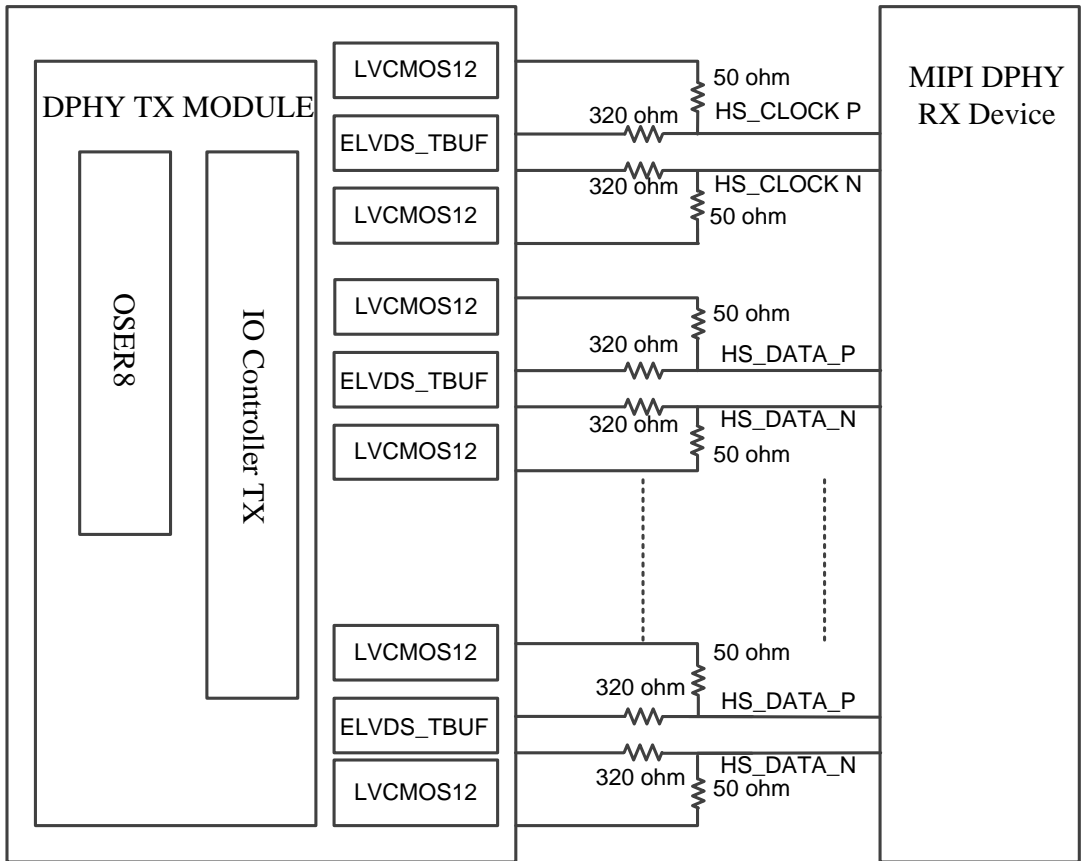 DPHY TX MODULE
OSER8
IO Controller TX
LVCMOS12
ELVDS_TBUF
LVCMOS12
50 ohm
320 ohm
HS_CLOCK P
320 ohm
HS_CLOCK N
50 ohm
MIPI DPHY
RX Device
LVCMOS12
ELVDS_TBUF
LVCMOS12
50 ohm
320 ohm
HS_DATA_P
320 ohm
HS_DATA_N
50 ohm
LVCMOS12
ELVDS_TBUF
LVCMOS12
50 ohm
320 ohm
HS_DATA_P
320 ohm
HS_DATA_N
50 ohm